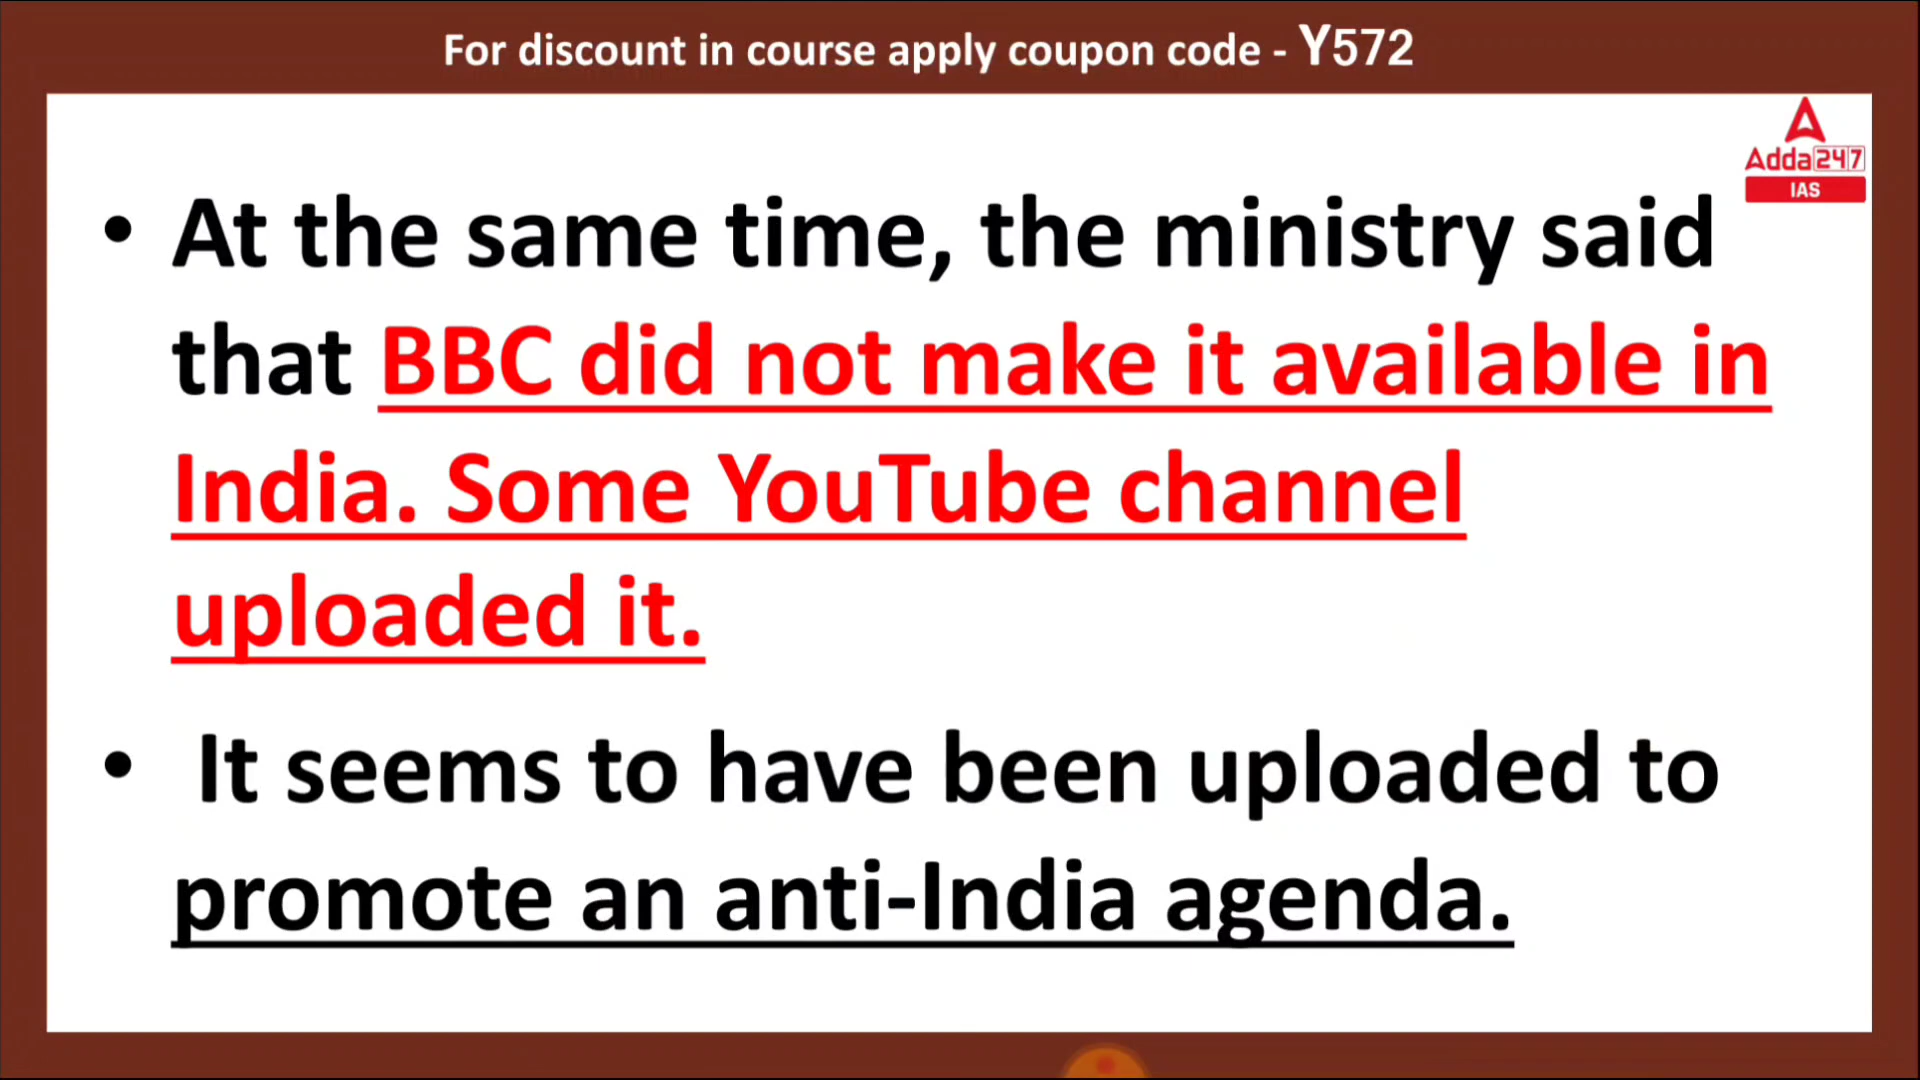 For discount in course apply coupon code - Y572
Adda247
IAS
• At the same time, the ministry said
that BBC did not make it available in
India. Some YouTube channel
uploaded it.
• It seems to have been uploaded to
promote an anti-India agenda.